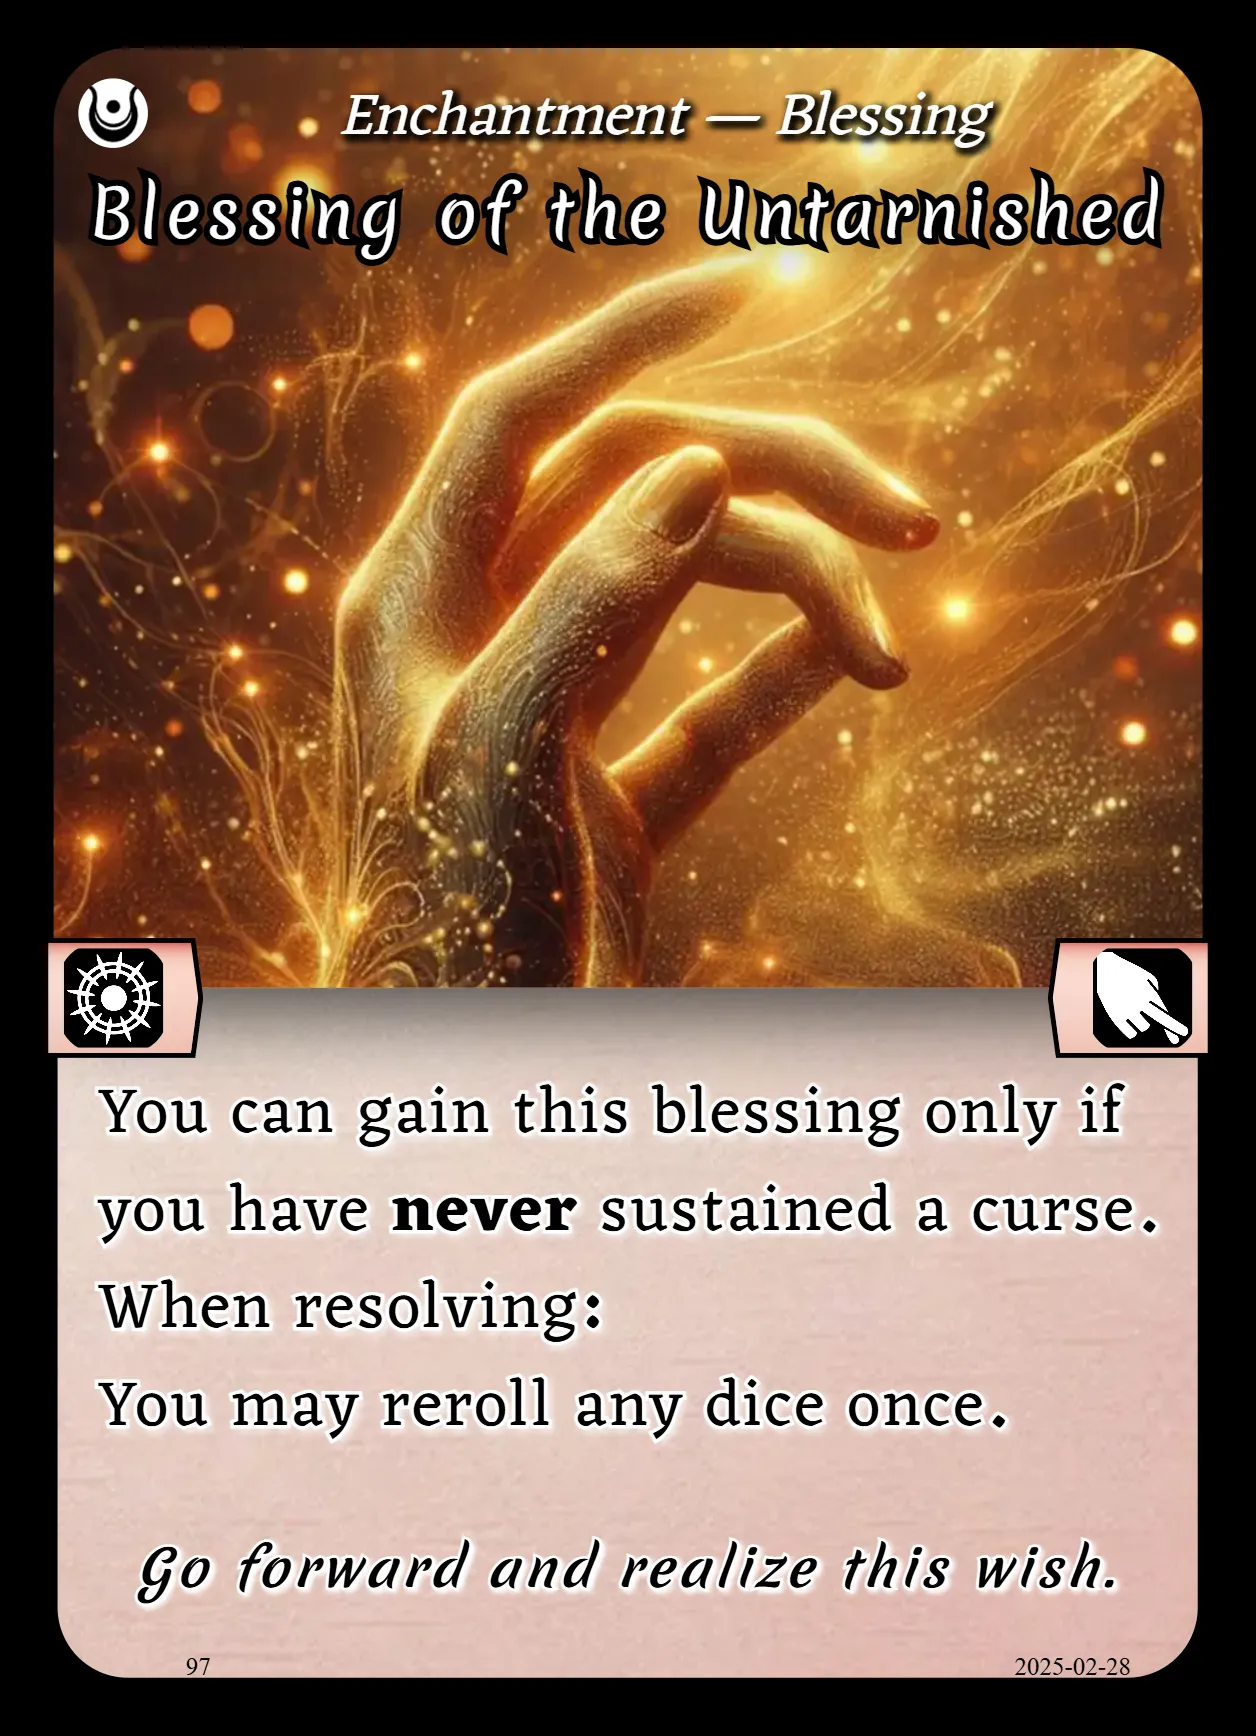 Enchantment — Blessing
Blessing of the Untarnished
You can gain this blessing only if
you have never sustained a curse.
When resolving:
You may reroll any dice once.
Go forward and realize this wish.
97
2025-02-28